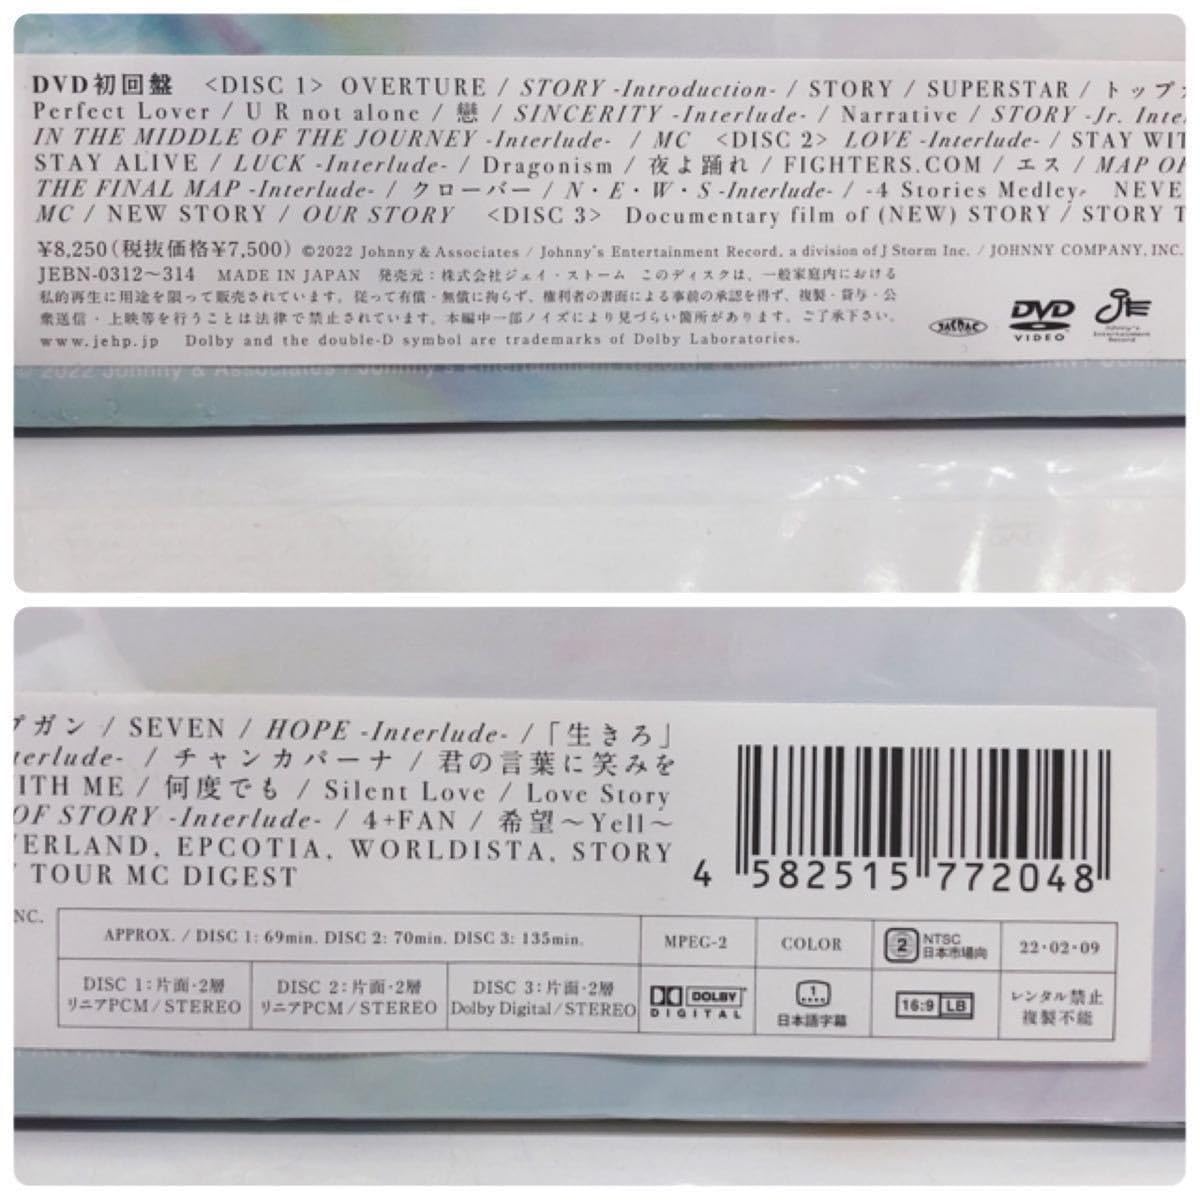 DVD初回盤 <DISC 1> OVERTURE / STORY -Introduction- / STORY / SUPERSTAR / トップガ
Perfect Lover / U R not alone / 戀 / SINCERITY -Interlude- / Narrative / STORY -Jr. Inte
IN THE MIDDLE OF THE JOURNEY -Interlude- / MC <DISC 2> LOVE -Interlude- / STAY WIT
STAY ALIVE / LUCK -Interlude- / Dragonism / 夜よ踊れ / FIGHTERS.COM / エス / MAP OF
THE FINAL MAP -Interlude- / クローバー / N・E・W・S -Interlude- / -4 Stories Medley- NEVE
MC / NEW STORY / OUR STORY <DISC 3> Documentary film of (NEW) STORY / STORY T
¥8,250(税抜価格¥7,500) ©2022 Johnny & Associates / Johnny's Entertainment Record, a division of J Storm Inc. / JOHNNY COMPANY, INC.
JEBN-0312〜314 MADE IN JAPAN 発売元:株式会社ジェイ・ストーム このディスクは、一般家庭内における
私的再生に用途を限って販売されています。従って有償・無償に拘らず、権利者の書面による事前の承認を得ず、複製・貸与・公
衆送信・上映等を行うことは法律で禁止されています。本編中一部ノイズにより見づらい箇所があります。ご了承下さい。
www.jehp.jp Dolby and the double-D symbol are trademarks of Dolby Laboratories.
JASRAC
DVD VIDEO
JE Johnny's Entertainment Record
© 2022 Johnny & Associates / Johnny's Entertainment Record
プガン / SEVEN / HOPE -Interlude- /「生きろ」
terlude- / チャンカパーナ / 君の言葉に笑みを
ITH ME / 何度でも / Silent Love / Love Story
OF STORY -Interlude- / 4+FAN / 希望〜Yell〜
ERLAND, EPCOTIA, WORLDISTA, STORY
TOUR MC DIGEST
4 582515 772048
NC.
APPROX. / DISC 1: 69min. DISC 2: 70min. DISC 3: 135min.
MPEG-2
COLOR
2 NTSC 日本市場向
22・02・09
DISC 1:片面・2層
リニアPCM/STEREO
DISC 2:片面・2層
リニアPCM/STEREO
DISC 3:片面・2層
Dolby Digital/STEREO
DOLBY
DIGITAL
1
日本語字幕
16:9 LB
レンタル禁止
複製不能